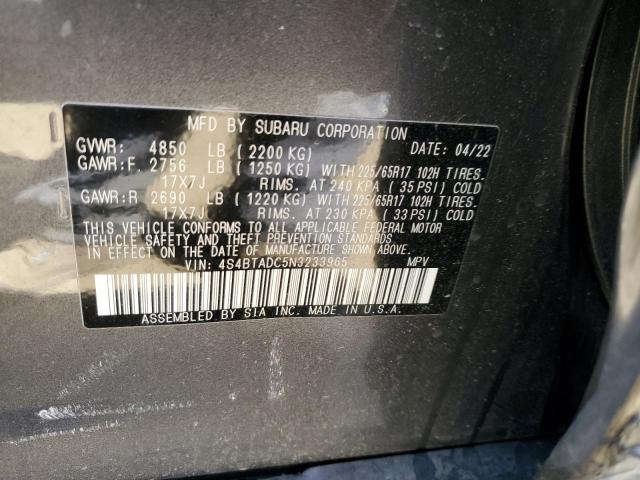 MFD BY SUBARU CORPORATION
GVWR: 4850 LB ( 2200 KG) DATE: 04/22
GAWR:F. 2756 LB ( 1250 KG) WITH 225/65R17 102H TIRES.
17X7J RIMS. AT 240 KPA ( 35 PSI) COLD
GAWR:R 2690 LB ( 1220 KG) WITH 225/65R17 102H TIRES.
17X7J RIMS. AT 230 KPA ( 33 PSI) COLD
THIS VEHICLE CONFORMS TO ALL APPLICABLE FEDERAL MOTOR
VEHICLE SAFETY AND THEFT PREVENTION STANDARDS
IN EFFECT ON THE DATE OF MANUFACTURE SHOWN ABOVE.
VIN: 4S4BTADC5N3233965 MPV
ASSEMBLED BY SIA INC. MADE IN U.S.A.